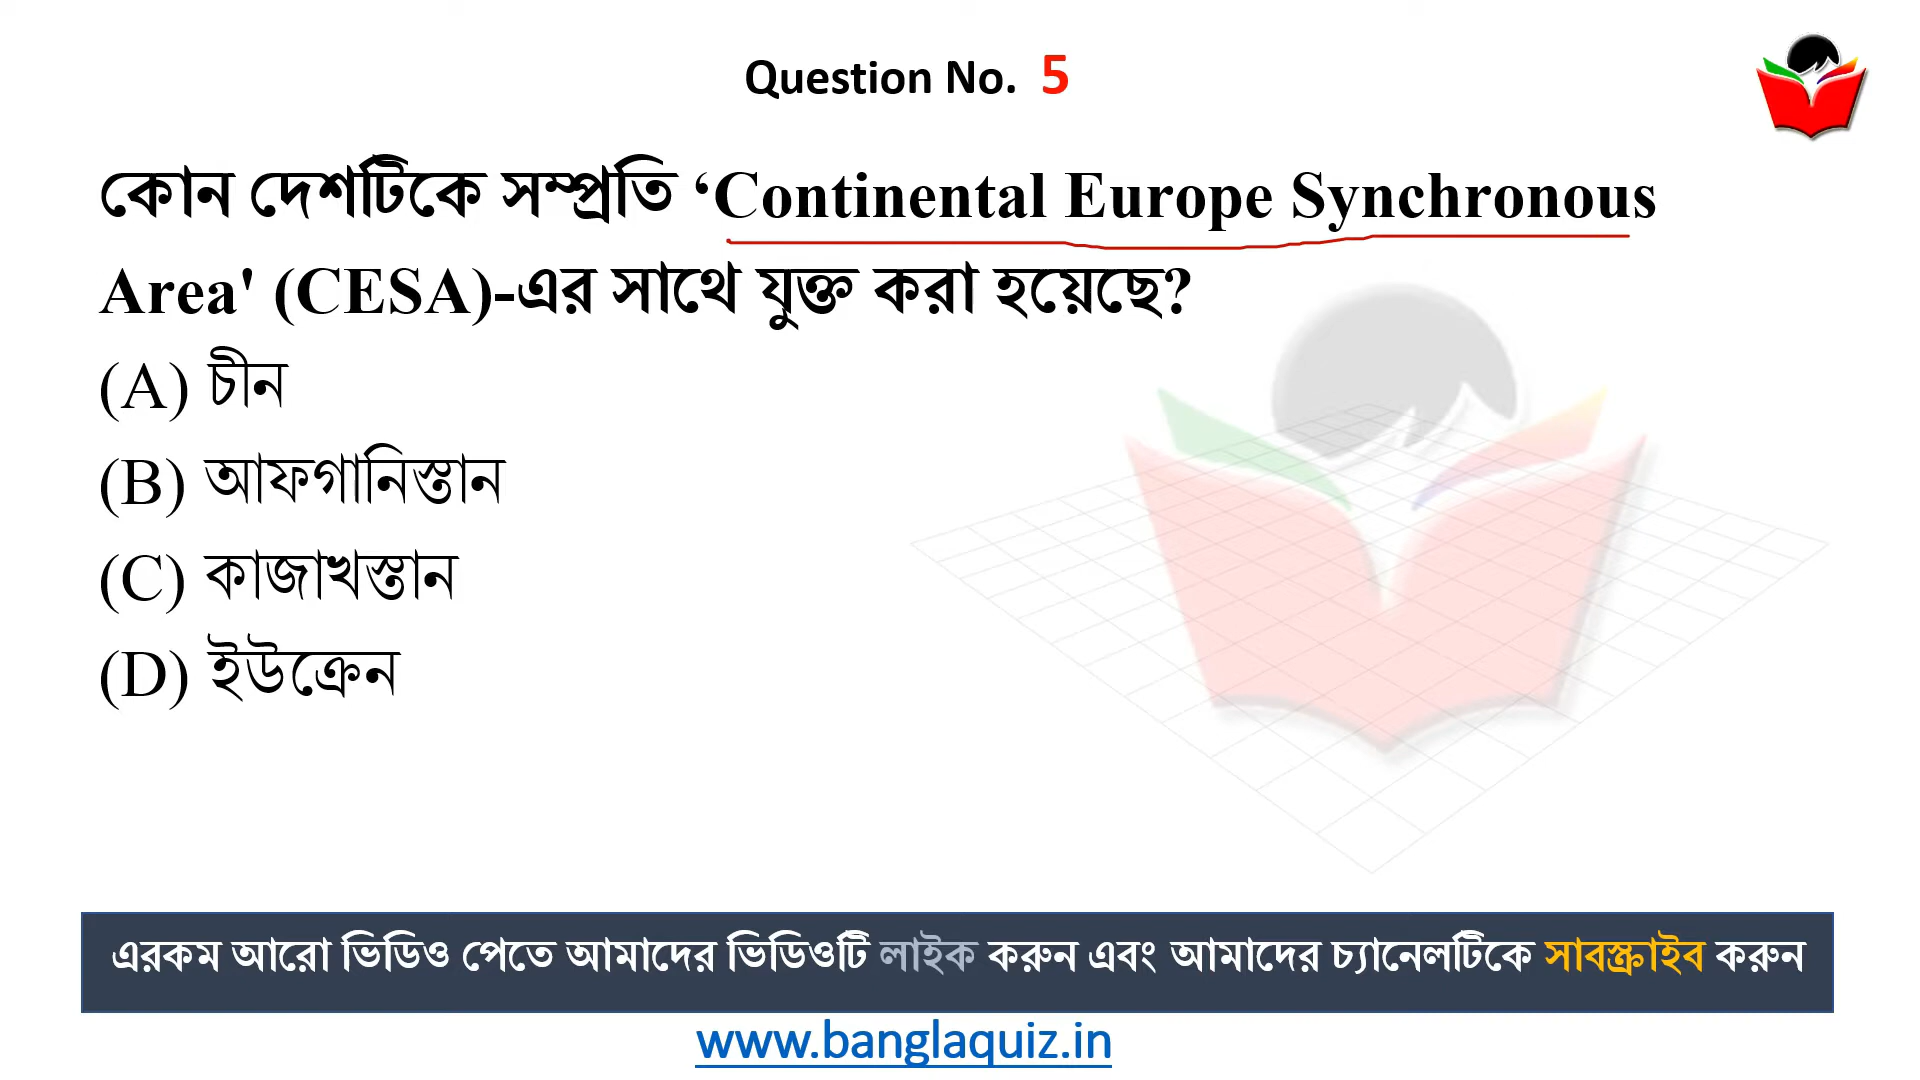 Question No. 5
কোন দেশটিকে সম্প্রতি ‘Continental Europe Synchronous
Area' (CESA)-এর সাথে যুক্ত করা হয়েছে?
(A) চীন
(B) আফগানিস্তান
(C) কাজাখস্তান
(D) ইউক্রেন
এরকম আরো ভিডিও পেতে আমাদের ভিডিওটি লাইক করুন এবং আমাদের চ্যানেলটিকে সাবস্ক্রাইব করুন
www.banglaquiz.in